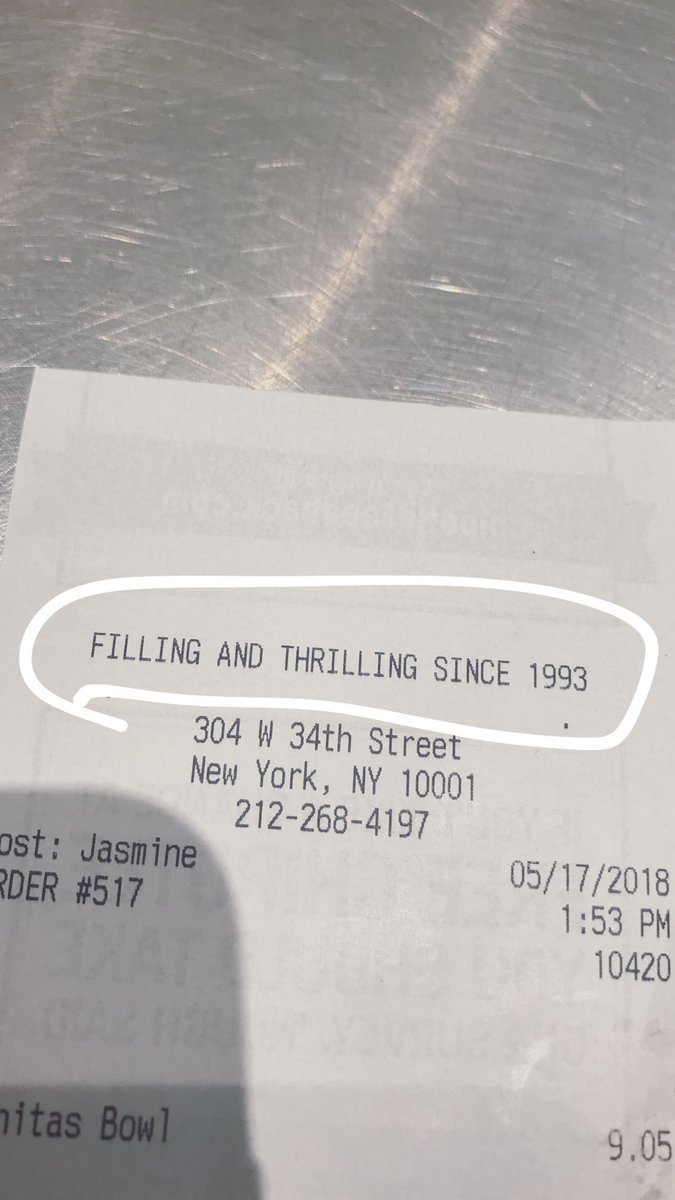 FILLING AND THRILLING SINCE 1993
304 W 34th Street
New York, NY 10001
212-268-4197
ost: Jasmine
RDER #517
05/17/2018
1:53 PM
10420
nitas Bowl
9.05